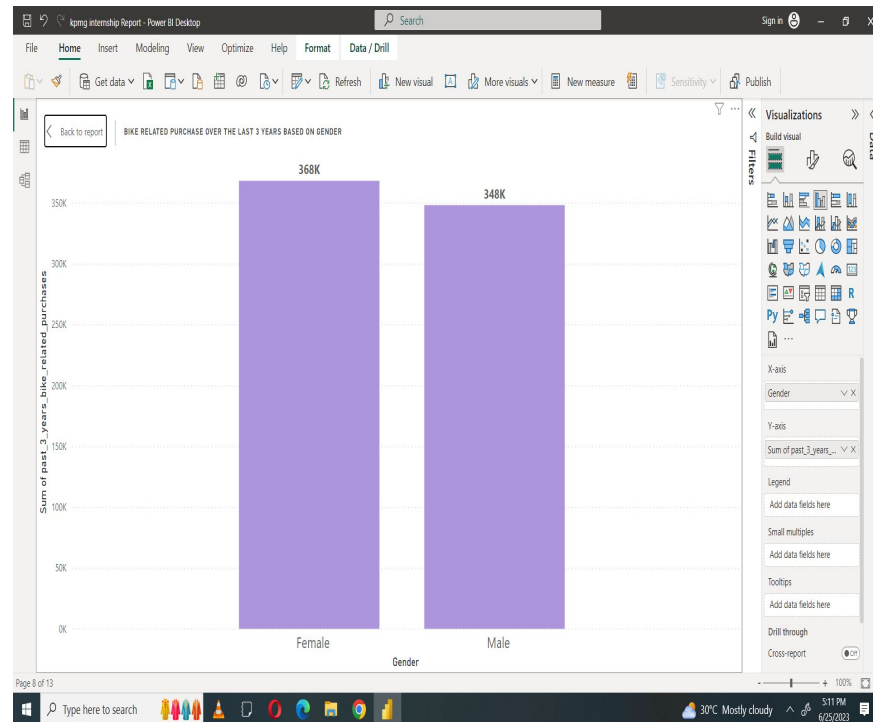 kpmg internship Report - Power BI Desktop
Search
Sign in
File Home Insert Modeling View Optimize Help Format Data / Drill
Get data Refresh New visual More visuals New measure Sensitivity Publish
Back to report
BIKE RELATED PURCHASE OVER THE LAST 3 YEARS BASED ON GENDER
368K
348K
350K
300K
250K
200K
150K
100K
50K
0K
Sum of past_3_years_bike_related_purchases
Female Male
Gender
Filters
Visualizations
Data
Build visual
123
R
Py
...
X-axis
Gender
Y-axis
Sum of past_3_years_...
Legend
Add data fields here
Small multiples
Add data fields here
Tooltips
Add data fields here
Drill through
Cross-report
Off
Page 8 of 13
- + 100%
Type here to search
30°C Mostly cloudy
5:11 PM
6/25/2023